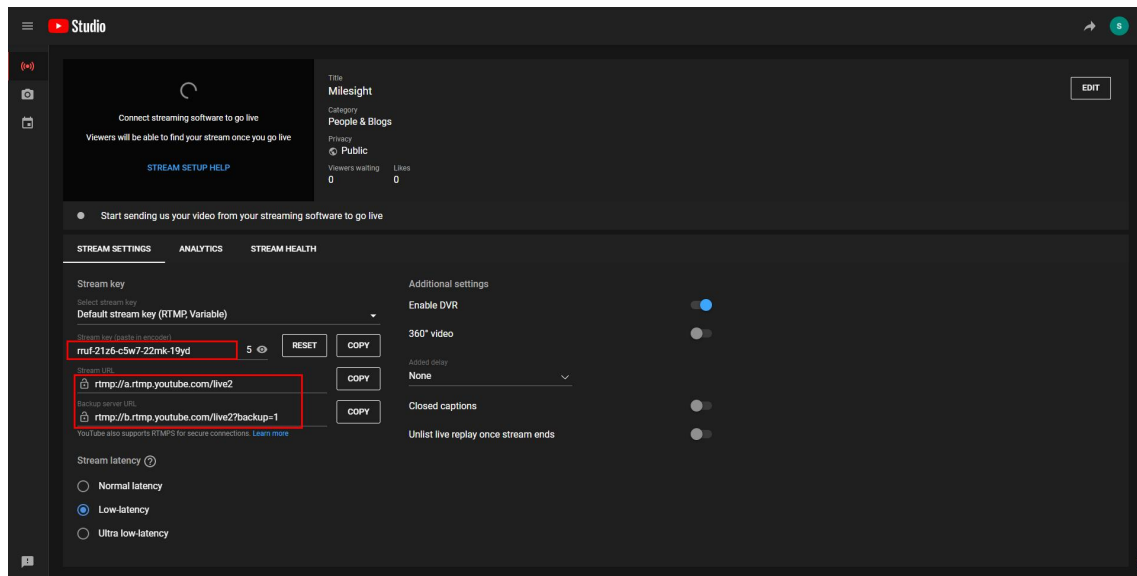 Studio
S
Connect streaming software to go live
Viewers will be able to find your stream once you go live
STREAM SETUP HELP
Title
Milesight
Category
People & Blogs
Privacy
Public
Viewers waiting Likes
0 0
EDIT
Start sending us your video from your streaming software to go live
STREAM SETTINGS ANALYTICS STREAM HEALTH
Stream key
Select stream key
Default stream key (RTMP, Variable)
Stream key (paste in encoder)
rruf-21z6-c5w7-22mk-19yd 5 RESET COPY
Stream URL
rtmp://a.rtmp.youtube.com/live2 COPY
Backup server URL
rtmp://b.rtmp.youtube.com/live2?backup=1 COPY
YouTube also supports RTMPS for secure connections. Learn more
Stream latency ?
Normal latency
Low-latency
Ultra low-latency
Additional settings
Enable DVR
360° video
Added delay
None
Closed captions
Unlist live replay once stream ends